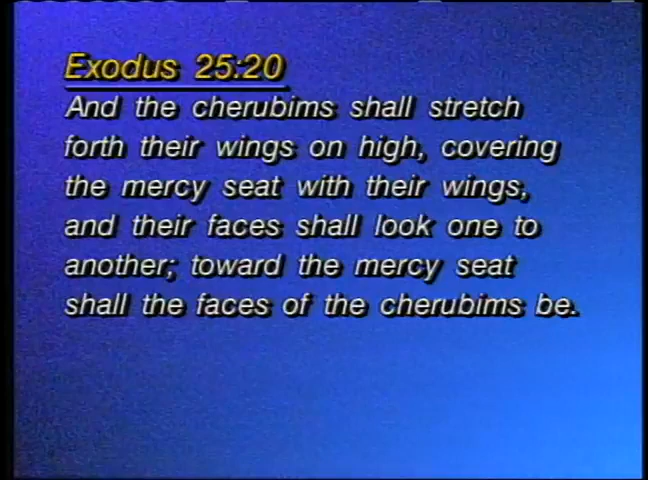 Exodus 25:20
And the cherubims shall stretch
forth their wings on high, covering
the mercy seat with their wings,
and their faces shall look one to
another; toward the mercy seat
shall the faces of the cherubims be.